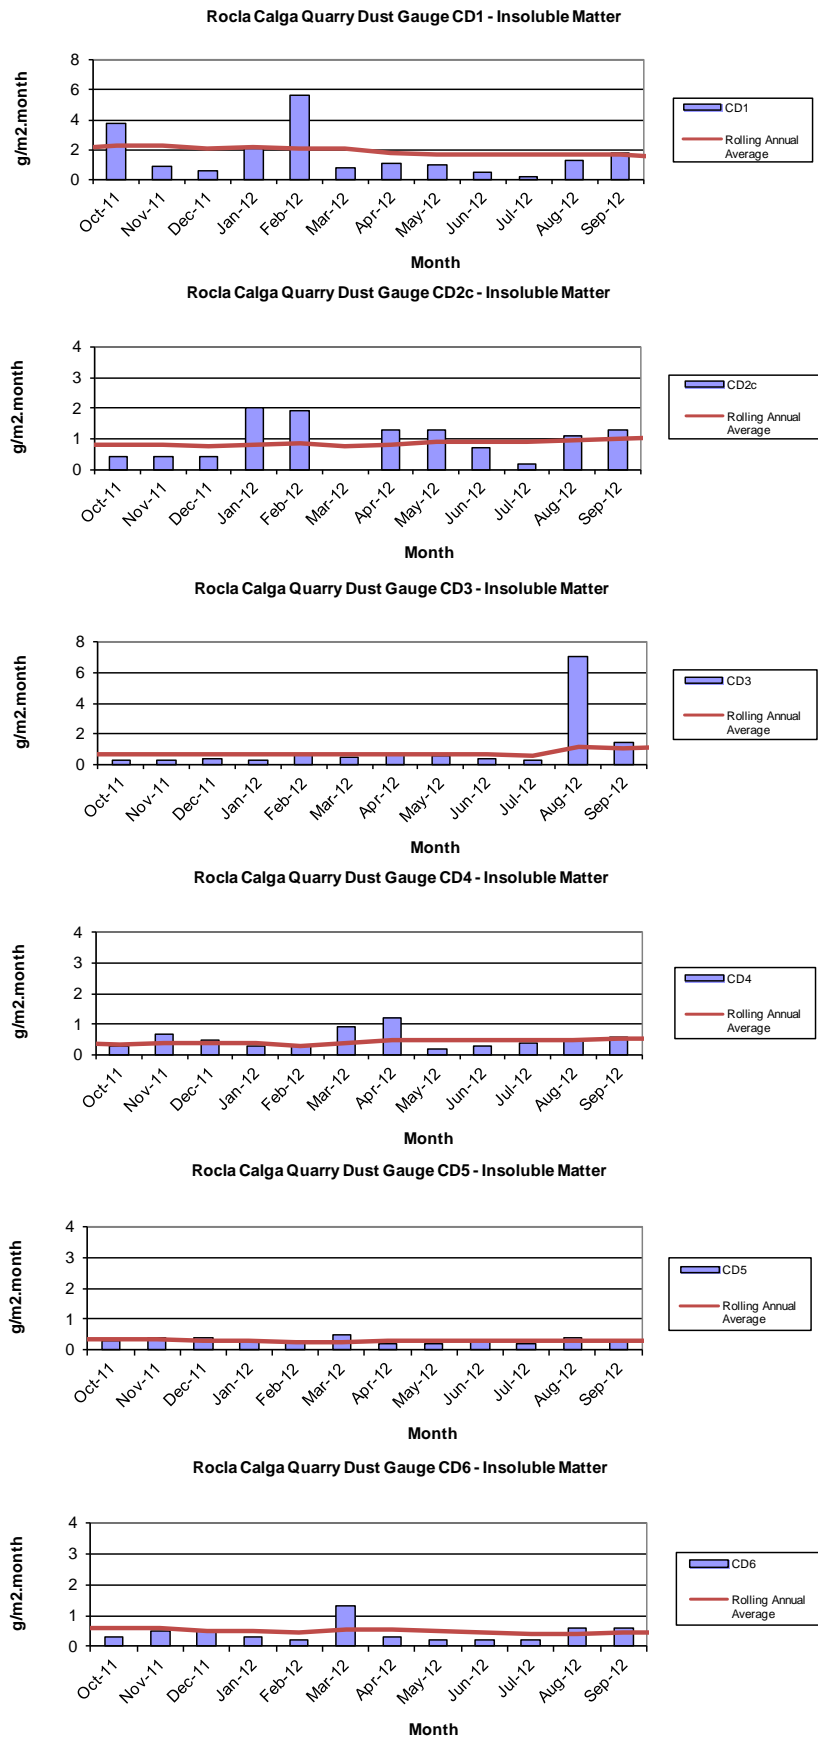 Rocla Calga Quarry Dust Gauge CD1 - Insoluble Matter
g/m2.month
8
6
4
2
0
Oct-11 Nov-11 Dec-11 Jan-12 Feb-12 Mar-12 Apr-12 May-12 Jun-12 Jul-12 Aug-12 Sep-12
Month
CD1
Rolling Annual
Average
Rocla Calga Quarry Dust Gauge CD2c - Insoluble Matter
g/m2.month
4
3
2
1
0
Oct-11 Nov-11 Dec-11 Jan-12 Feb-12 Mar-12 Apr-12 May-12 Jun-12 Jul-12 Aug-12 Sep-12
Month
CD2c
Rolling Annual
Average
Rocla Calga Quarry Dust Gauge CD3 - Insoluble Matter
g/m2.month
8
6
4
2
0
Oct-11 Nov-11 Dec-11 Jan-12 Feb-12 Mar-12 Apr-12 May-12 Jun-12 Jul-12 Aug-12 Sep-12
Month
CD3
Rolling Annual
Average
Rocla Calga Quarry Dust Gauge CD4 - Insoluble Matter
g/m2.month
4
3
2
1
0
Oct-11 Nov-11 Dec-11 Jan-12 Feb-12 Mar-12 Apr-12 May-12 Jun-12 Jul-12 Aug-12 Sep-12
Month
CD4
Rolling Annual
Average
Rocla Calga Quarry Dust Gauge CD5 - Insoluble Matter
g/m2.month
4
3
2
1
0
Oct-11 Nov-11 Dec-11 Jan-12 Feb-12 Mar-12 Apr-12 May-12 Jun-12 Jul-12 Aug-12 Sep-12
Month
CD5
Rolling Annual
Average
Rocla Calga Quarry Dust Gauge CD6 - Insoluble Matter
g/m2.month
4
3
2
1
0
Oct-11 Nov-11 Dec-11 Jan-12 Feb-12 Mar-12 Apr-12 May-12 Jun-12 Jul-12 Aug-12 Sep-12
Month
CD6
Rolling Annual
Average